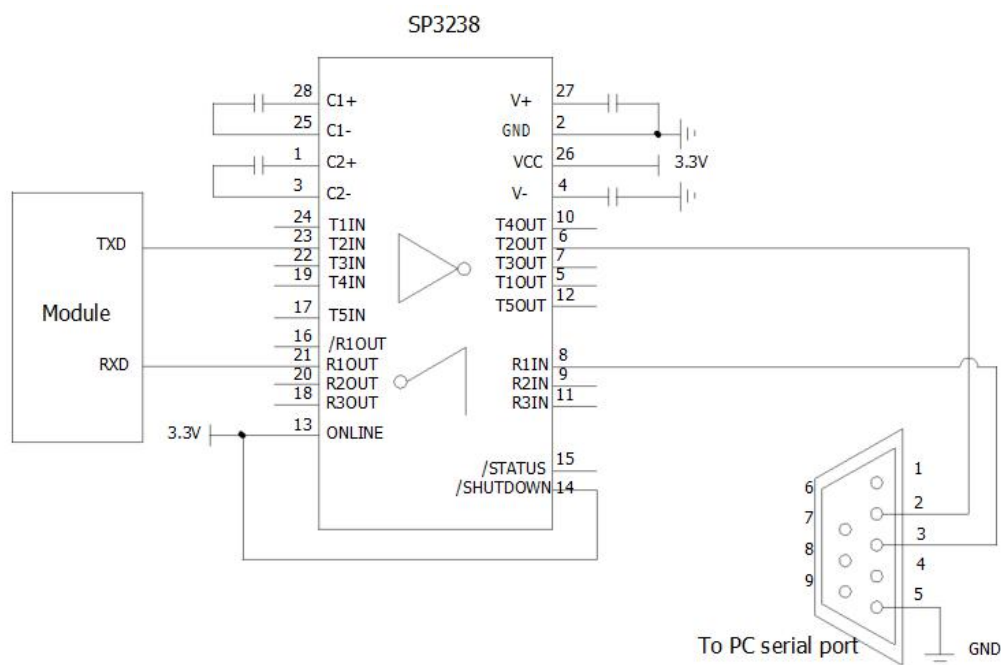 SP3238
28 C1+ V+ 27
25 C1- GND 2
1 C2+ VCC 26 3.3V
3 C2- V- 4
24 T1IN T4OUT 10
TXD 23 T2IN T2OUT 6
22 T3IN T3OUT 7
19 T4IN T1OUT 5
T5OUT 12
17 T5IN
Module
16 /R1OUT
RXD 21 R1OUT R1IN 8
20 R2OUT R2IN 9
18 R3OUT R3IN 11
3.3V 13 ONLINE
/STATUS 15
/SHUTDOWN 14
1
6
2
7
3
8
4
9
5
To PC serial port GND